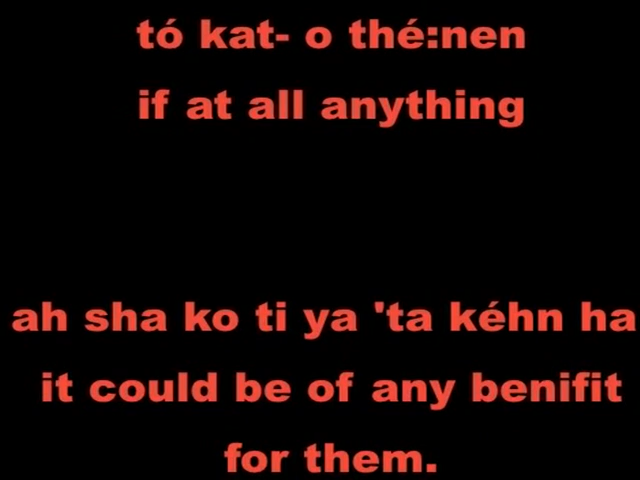 tó kat- o thé:nen
if at all anything
ah sha ko ti ya 'ta kéhn ha
it could be of any benifit
for them.